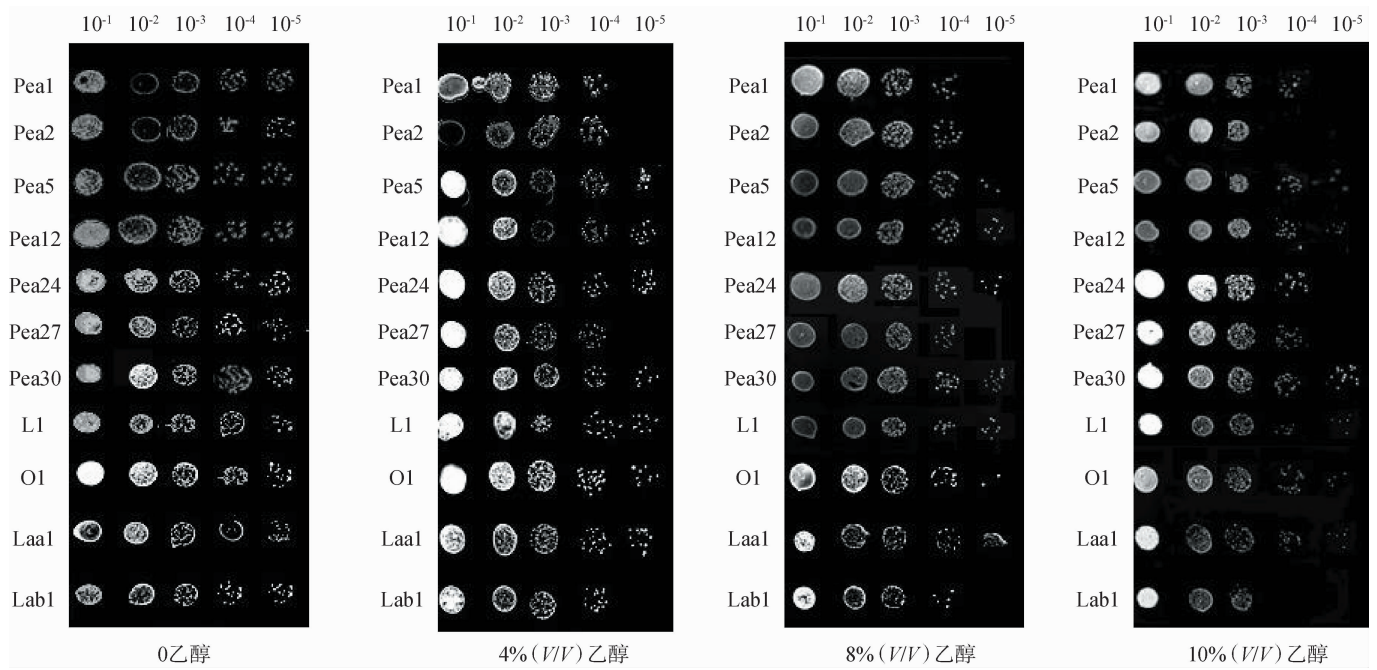 10⁻¹ 10⁻² 10⁻³ 10⁻⁴ 10⁻⁵ 10⁻¹ 10⁻² 10⁻³ 10⁻⁴ 10⁻⁵ 10⁻¹ 10⁻² 10⁻³ 10⁻⁴ 10⁻⁵ 10⁻¹ 10⁻² 10⁻³ 10⁻⁴ 10⁻⁵
Pea1 Pea1 Pea1 Pea1
Pea2 Pea2 Pea2 Pea2
Pea5 Pea5 Pea5 Pea5
Pea12 Pea12 Pea12 Pea12
Pea24 Pea24 Pea24 Pea24
Pea27 Pea27 Pea27 Pea27
Pea30 Pea30 Pea30 Pea30
L1 L1 L1 L1
O1 O1 O1 O1
Laa1 Laa1 Laa1 Laa1
Lab1 Lab1 Lab1 Lab1
0乙醇 4%(V/V)乙醇 8%(V/V)乙醇 10%(V/V)乙醇